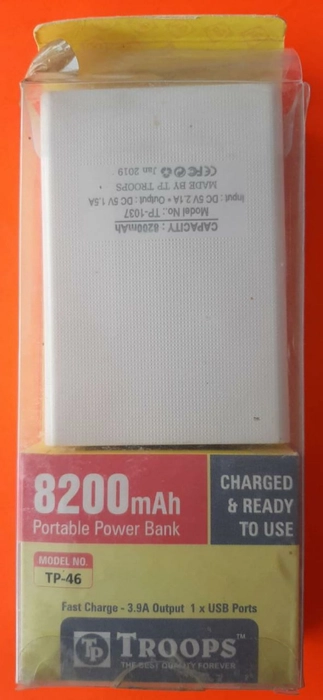 CAPACITY : 8200mAh
Model No.: TP-1037
Input : DC 5V 2.1A • Output : DC 5V 1.5A
MADE BY TP TROOPS
Jan 2019
8200mAh
Portable Power Bank
CHARGED
& READY
TO USE
MODEL NO.
TP-46
Fast Charge - 3.9A Output 1 x USB Ports
TP TROOPS™
THE BEST QUALITY FOREVER